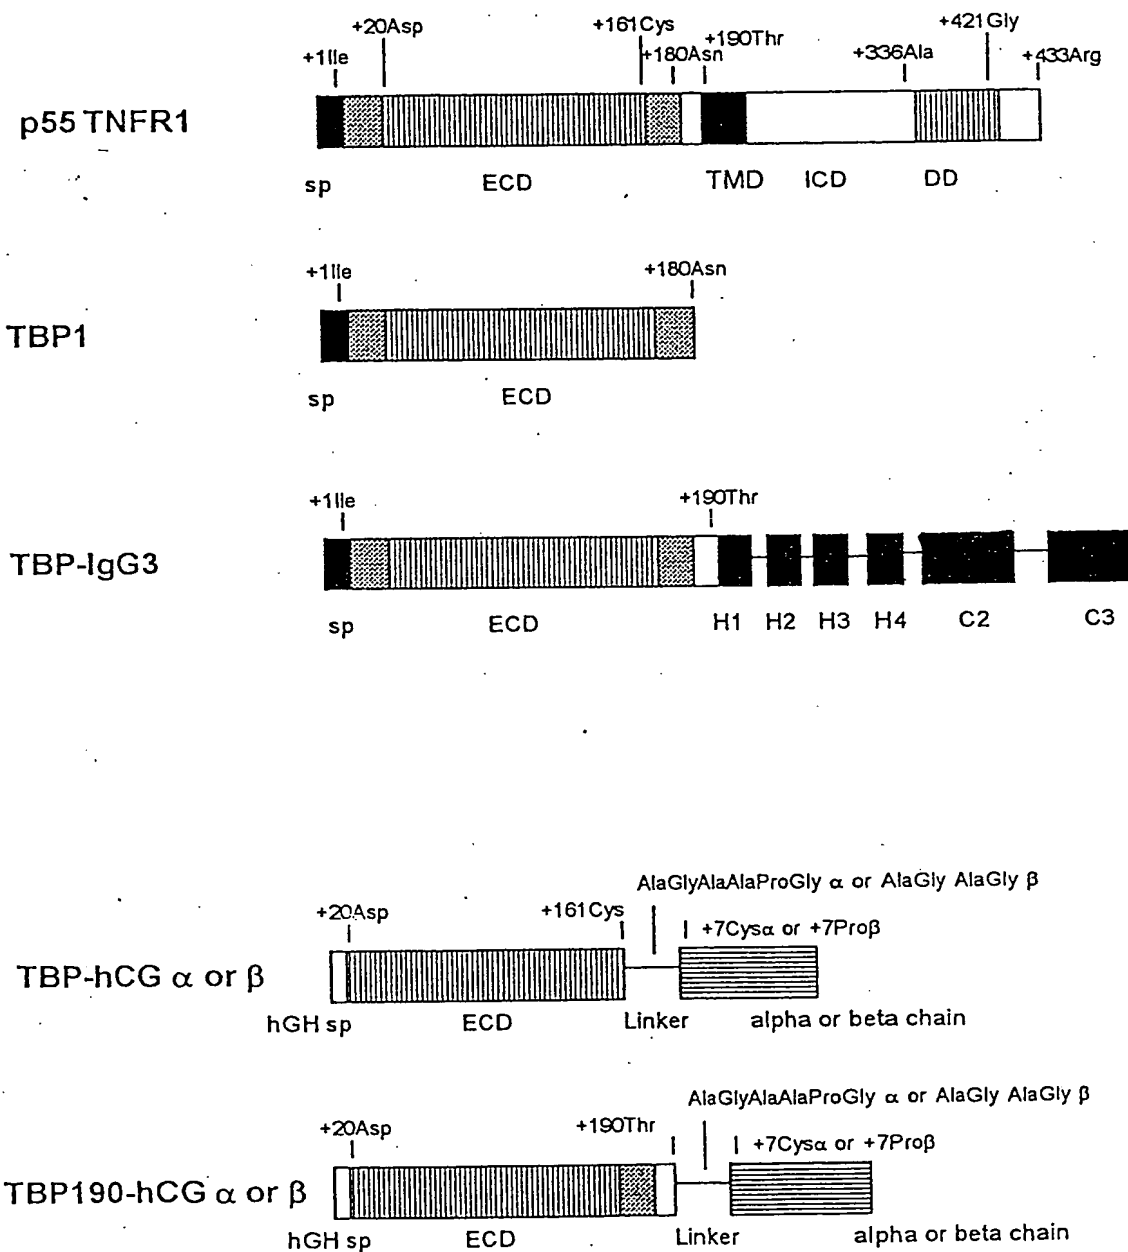 +20Asp +161Cys +421Gly
+1Ile +180Asn +190Thr +336Ala +433Arg
p55 TNFR1
sp ECD TMD ICD DD
+1Ile +180Asn
TBP1
sp ECD
+1Ile +190Thr
TBP-IgG3
sp ECD H1 H2 H3 H4 C2 C3
AlaGlyAlaAlaProGly α or AlaGly AlaGly β
+20Asp +161Cys +7Cysα or +7Proβ
TBP-hCG α or β
hGH sp ECD Linker alpha or beta chain
AlaGlyAlaAlaProGly α or AlaGly AlaGly β
+20Asp +190Thr +7Cysα or +7Proβ
TBP190-hCG α or β
hGH sp ECD Linker alpha or beta chain